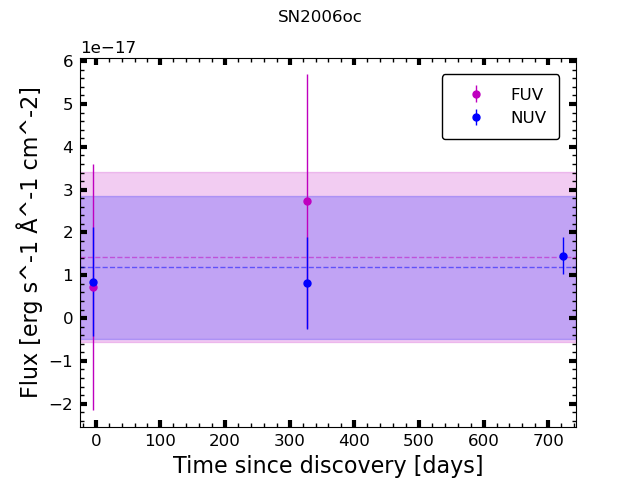 SN2006oc
1e−17
6
5
4
3
2
1
0
−1
−2
Flux [erg s^-1 Å^-1 cm^-2]
FUV
NUV
0 100 200 300 400 500 600 700
Time since discovery [days]